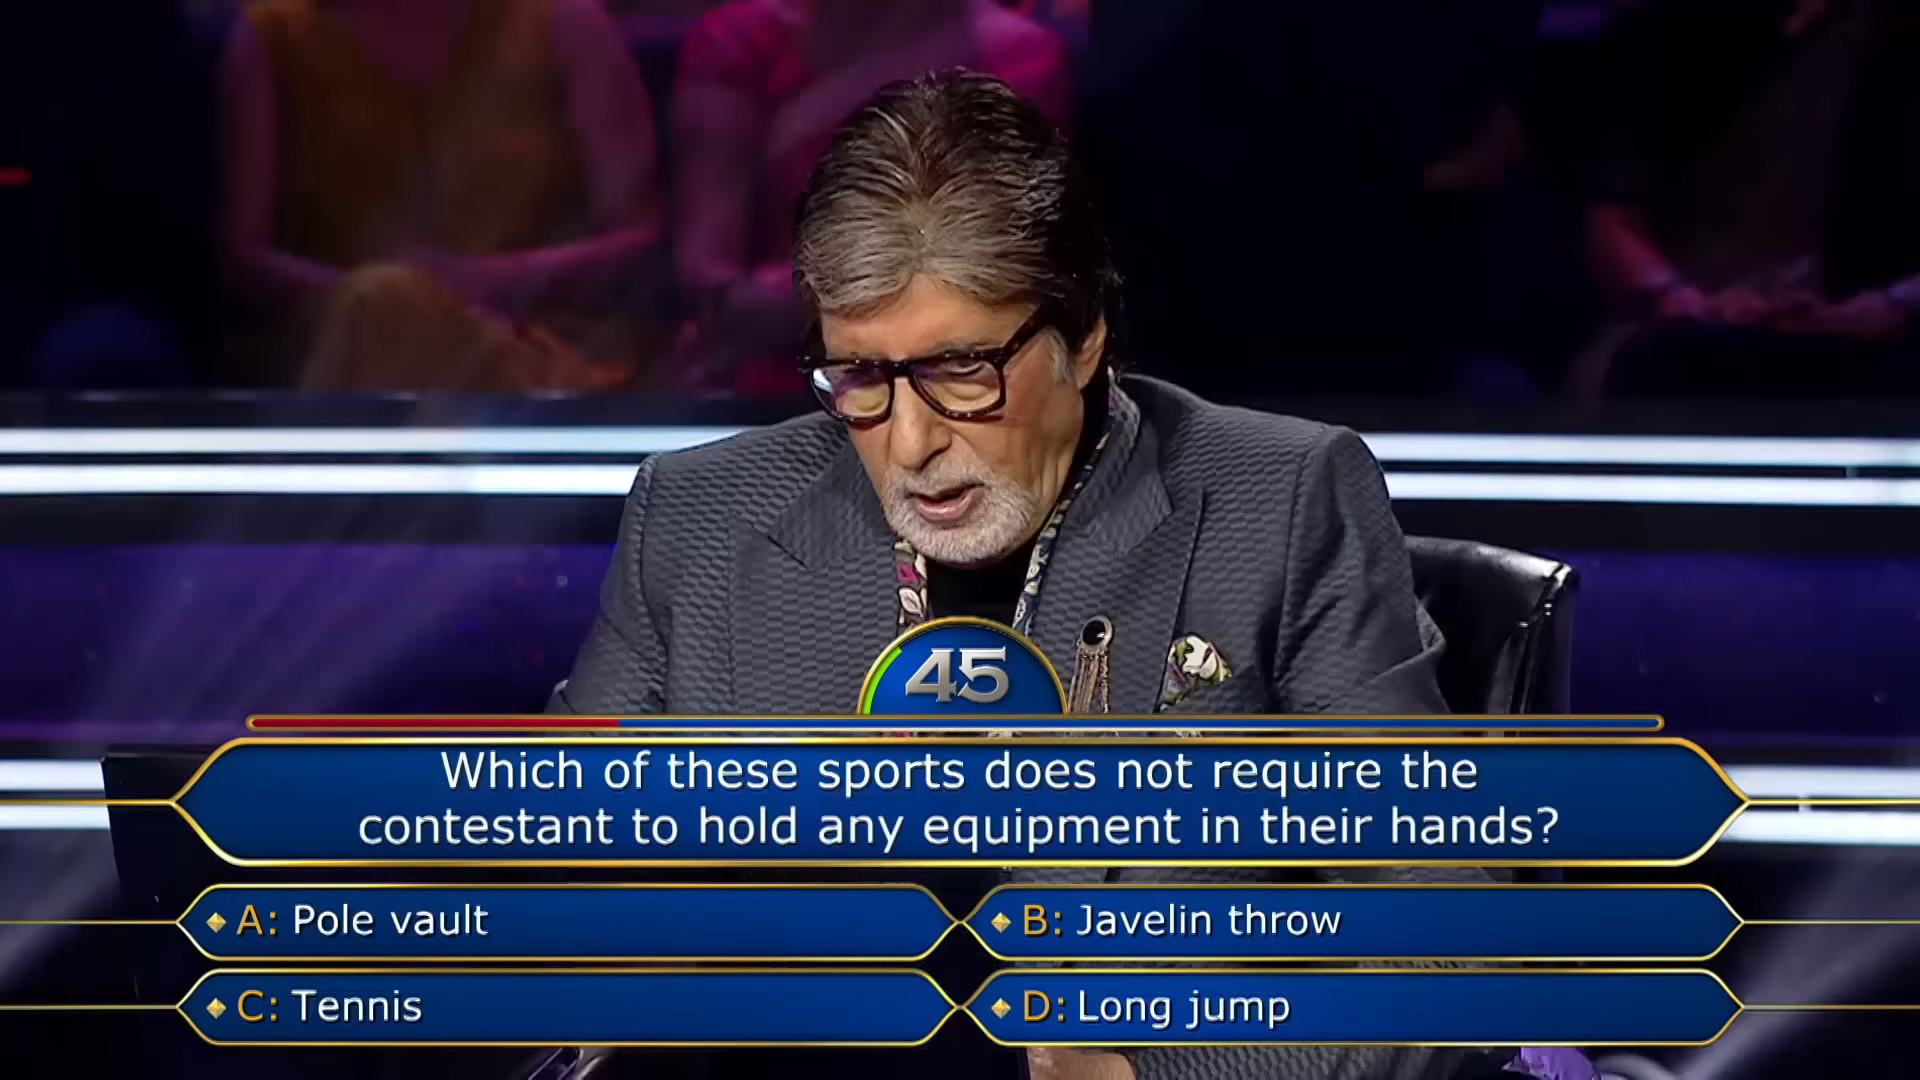 45
Which of these sports does not require the
contestant to hold any equipment in their hands?
A: Pole vault
B: Javelin throw
C: Tennis
D: Long jump